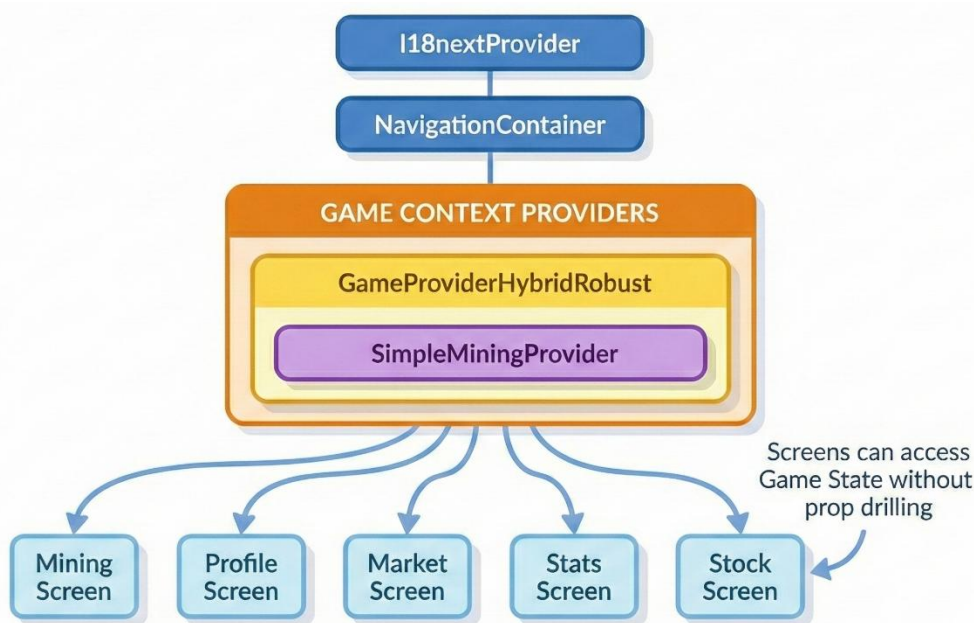 I18nextProvider
NavigationContainer
GAME CONTEXT PROVIDERS
GameProviderHybridRobust
SimpleMiningProvider
Screens can access
Game State without
prop drilling
Mining
Screen
Profile
Screen
Market
Screen
Stats
Screen
Stock
Screen